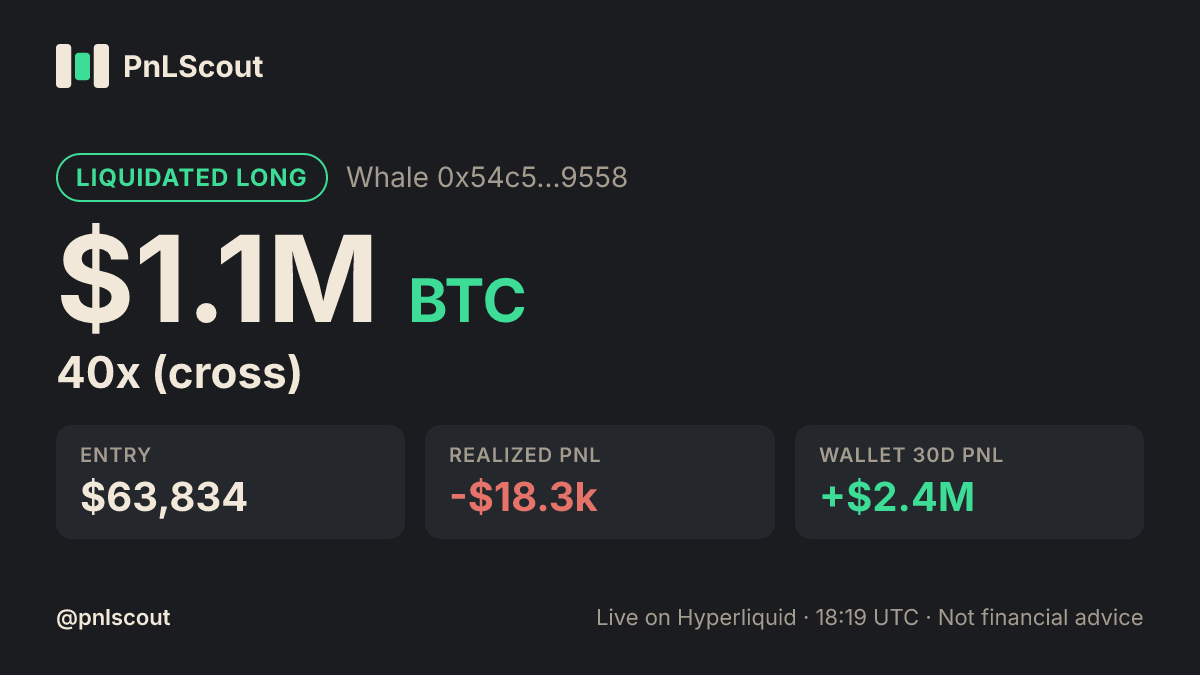 PnLScout
LIQUIDATED LONG Whale 0x54c5...9558
$1.1M BTC
40x (cross)
ENTRY
$63,834
REALIZED PNL
-$18.3k
WALLET 30D PNL
+$2.4M
@pnlscout
Live on Hyperliquid · 18:19 UTC · Not financial advice